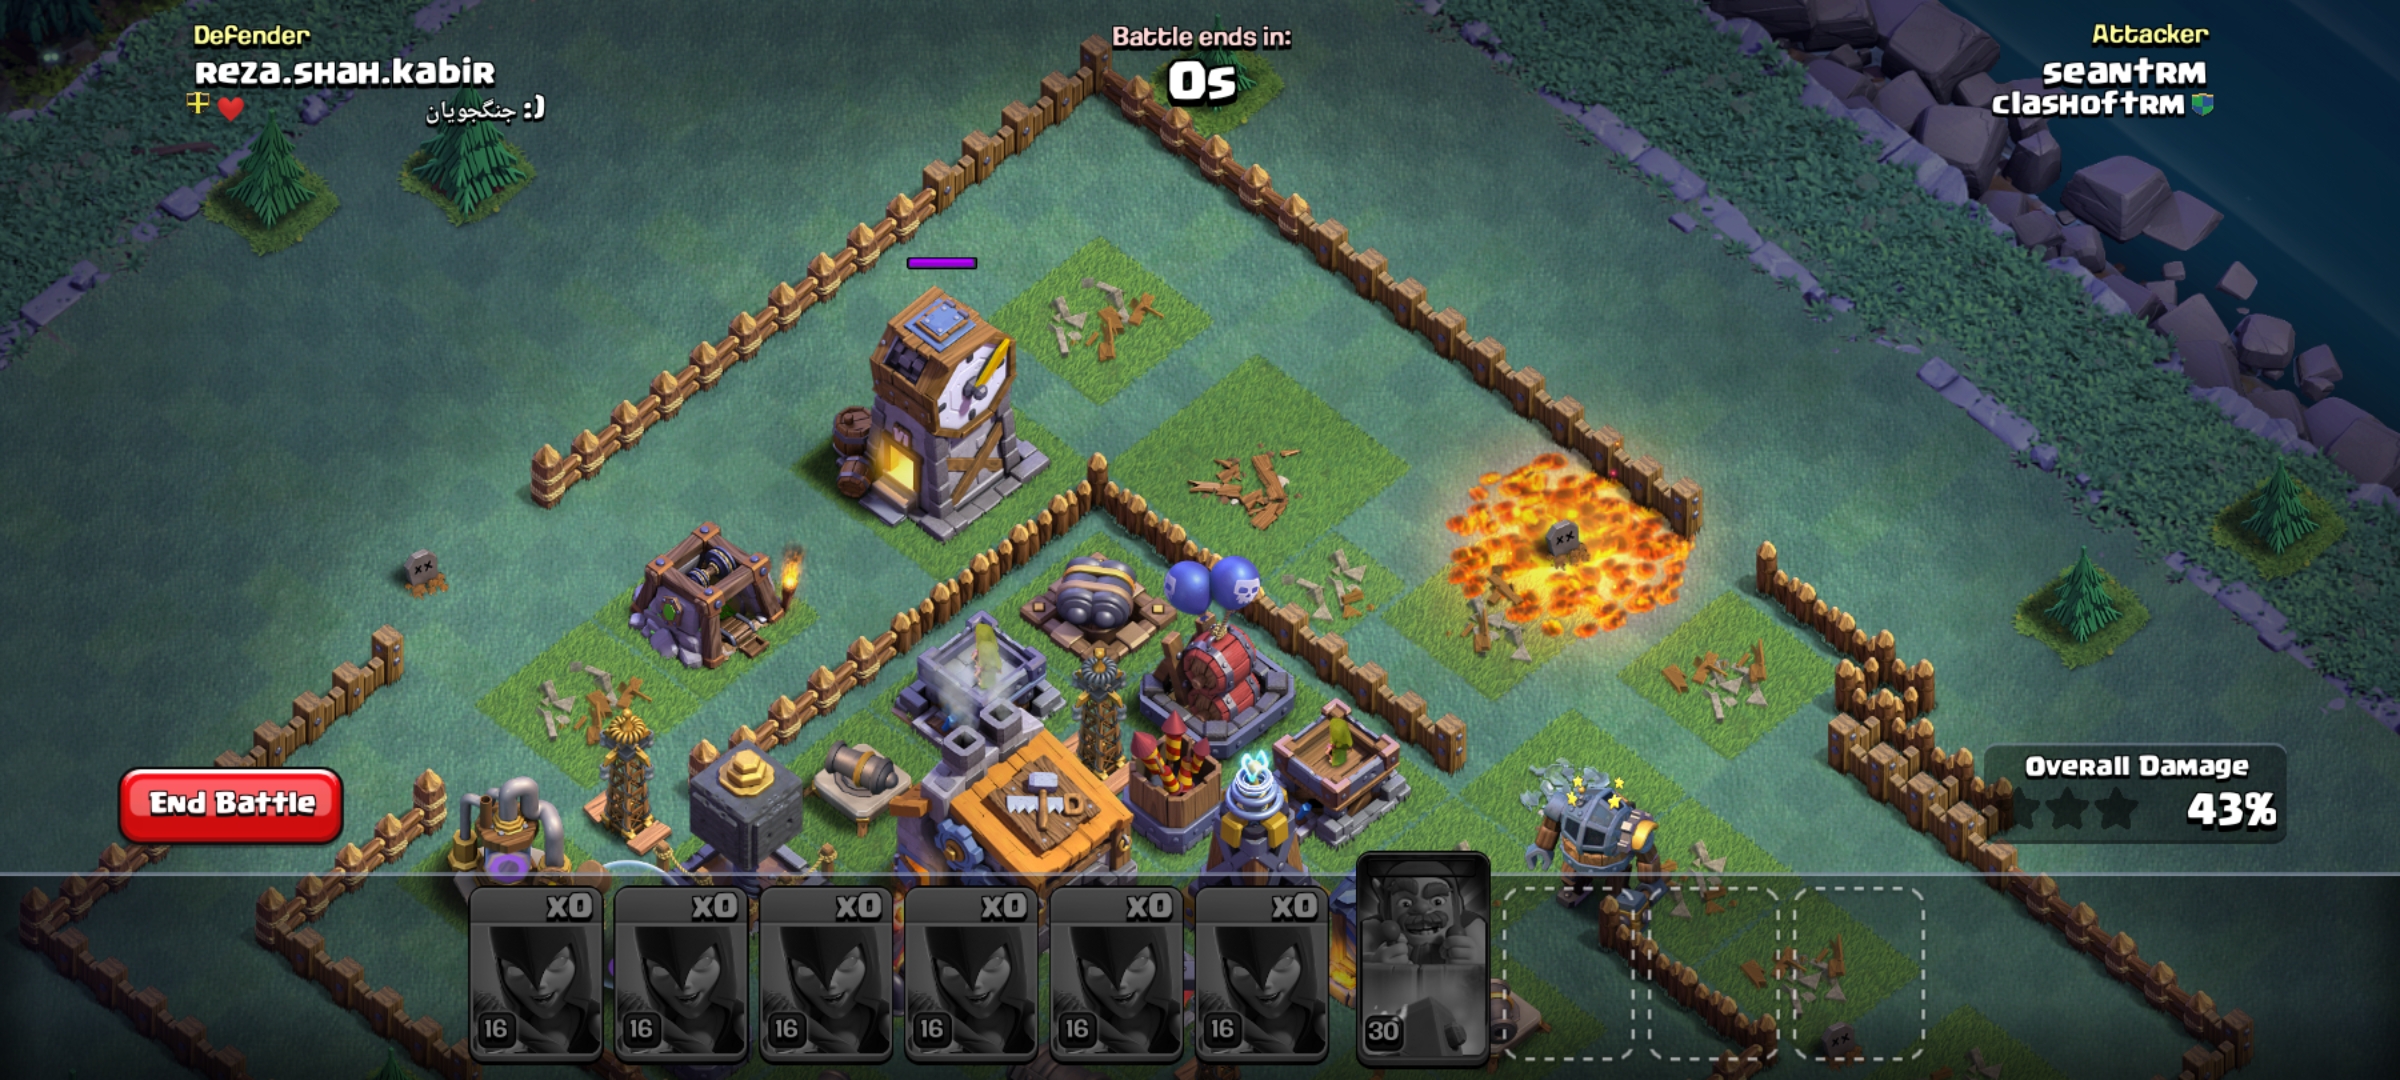 Defender
Reza.shah.kabir
جنگجویان :)
Battle ends in:
0s
Attacker
seantRM
clashoftRM
End Battle
Overall Damage
43%
x0
x0
x0
x0
x0
x0
16
16
16
16
16
16
30